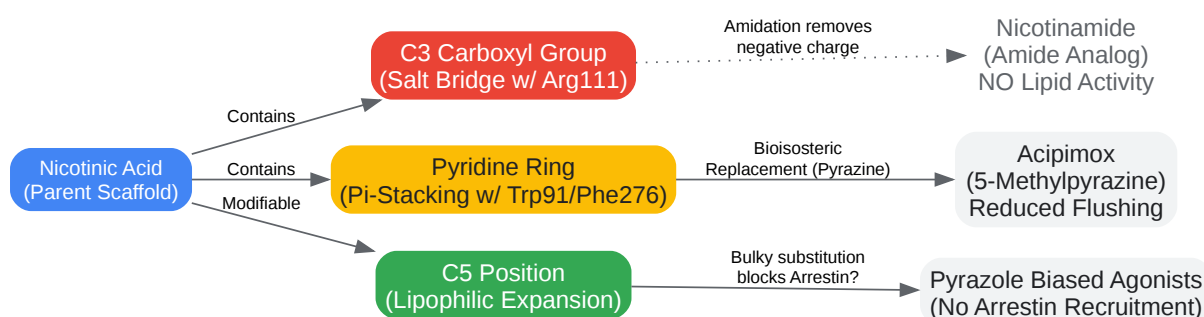 Nicotinic Acid
(Parent Scaffold)
Contains
Contains
Modifiable
C3 Carboxyl Group
(Salt Bridge w/ Arg111)
Amidation removes
negative charge
Nicotinamide
(Amide Analog)
NO Lipid Activity
Pyridine Ring
(Pi-Stacking w/ Trp91/Phe276)
Bioisosteric
Replacement (Pyrazine)
Acipimox
(5-Methylpyrazine)
Reduced Flushing
C5 Position
(Lipophilic Expansion)
Bulky substitution
blocks Arrestin?
Pyrazole Biased Agonists
(No Arrestin Recruitment)